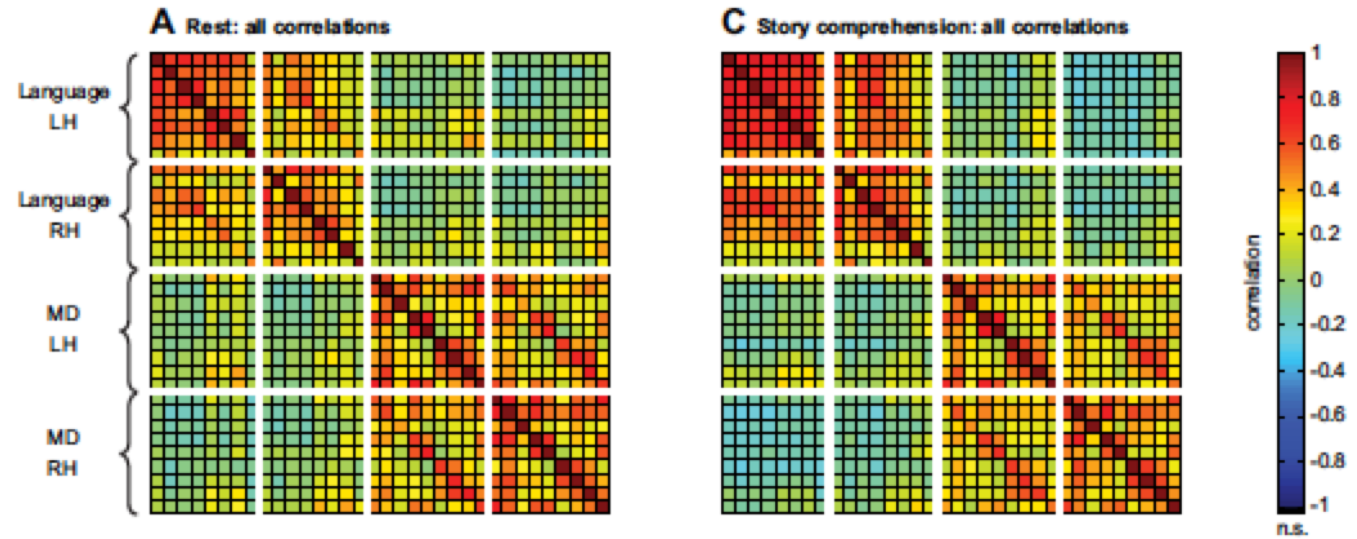 A Rest: all correlations
C Story comprehension: all correlations
Language
LH
Language
RH
MD
LH
MD
RH
1
0.8
0.6
0.4
0.2
0
-0.2
-0.4
-0.6
-0.8
-1
n.s.
correlation